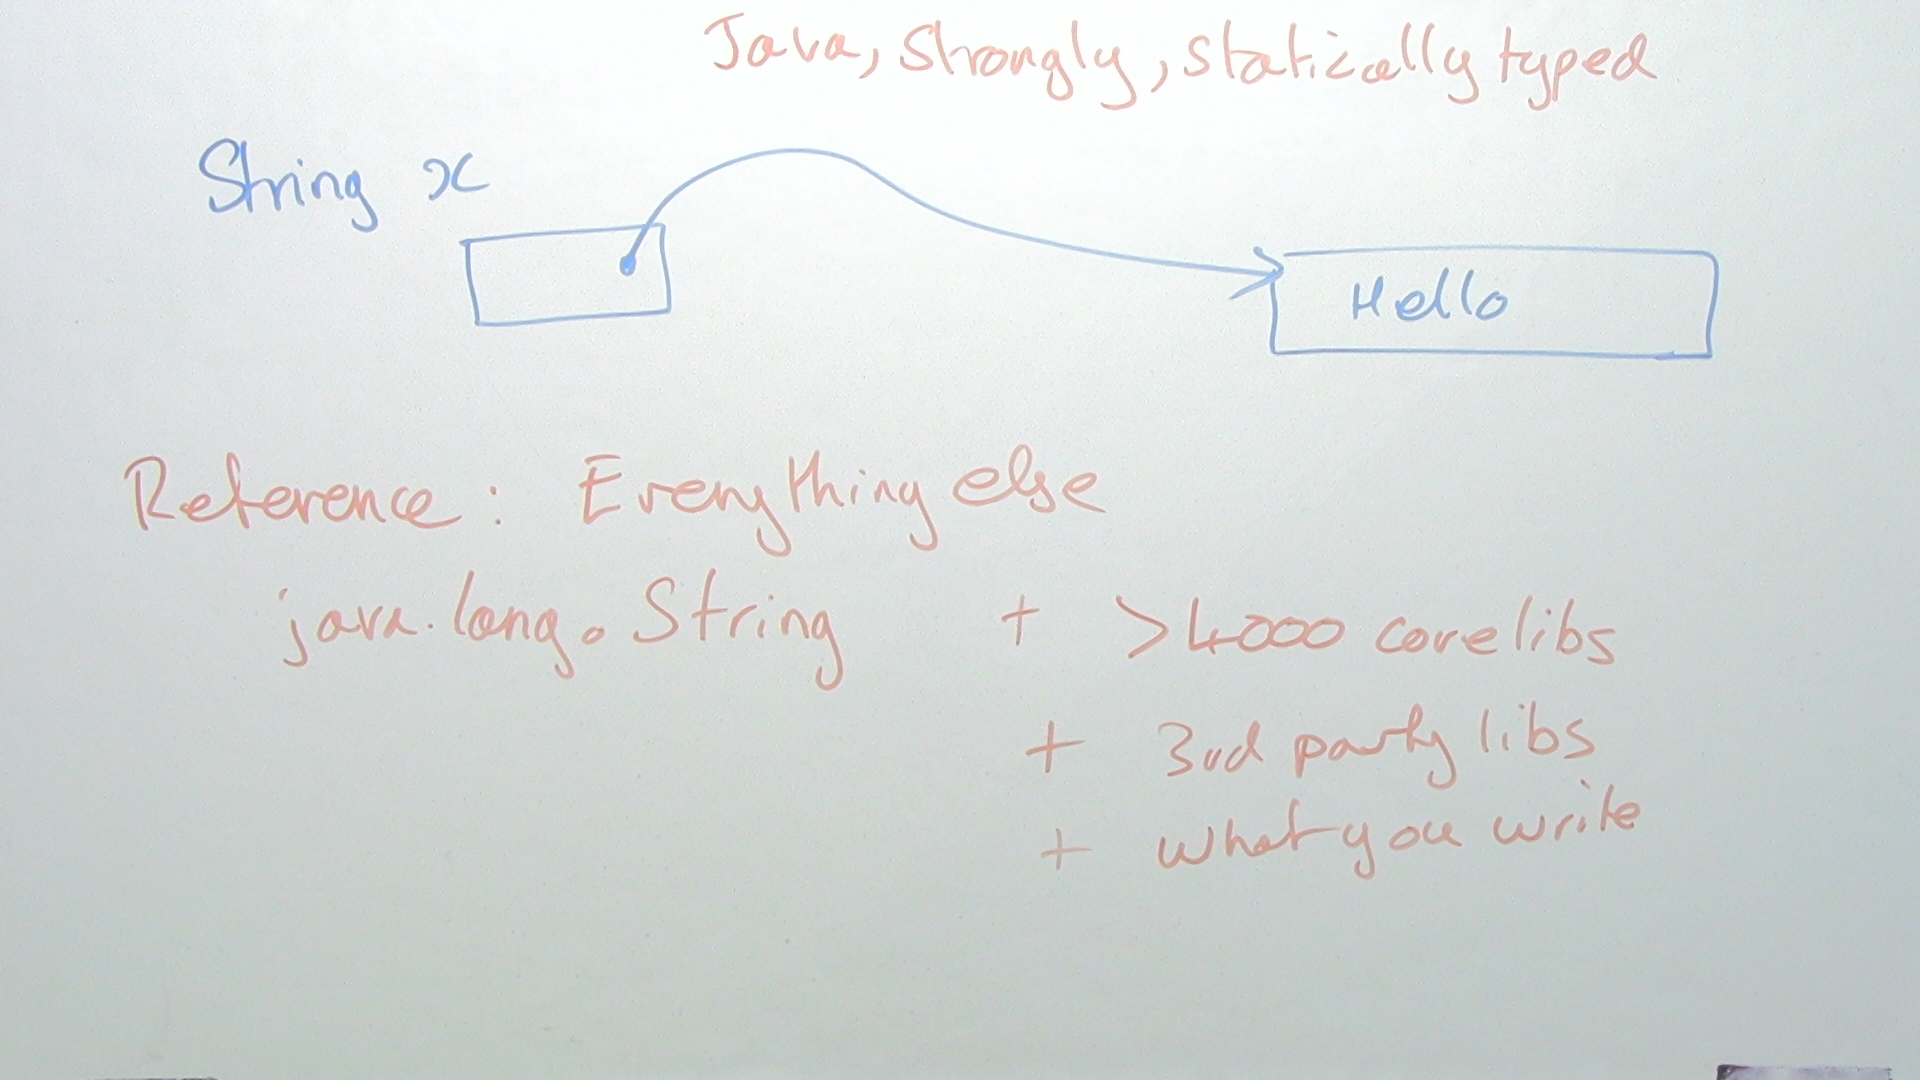 Java, Strongly, statically typed
String x
Hello
Reference: Everything else
java.lang.String + >4000 core libs
+ 3rd party libs
+ what you write